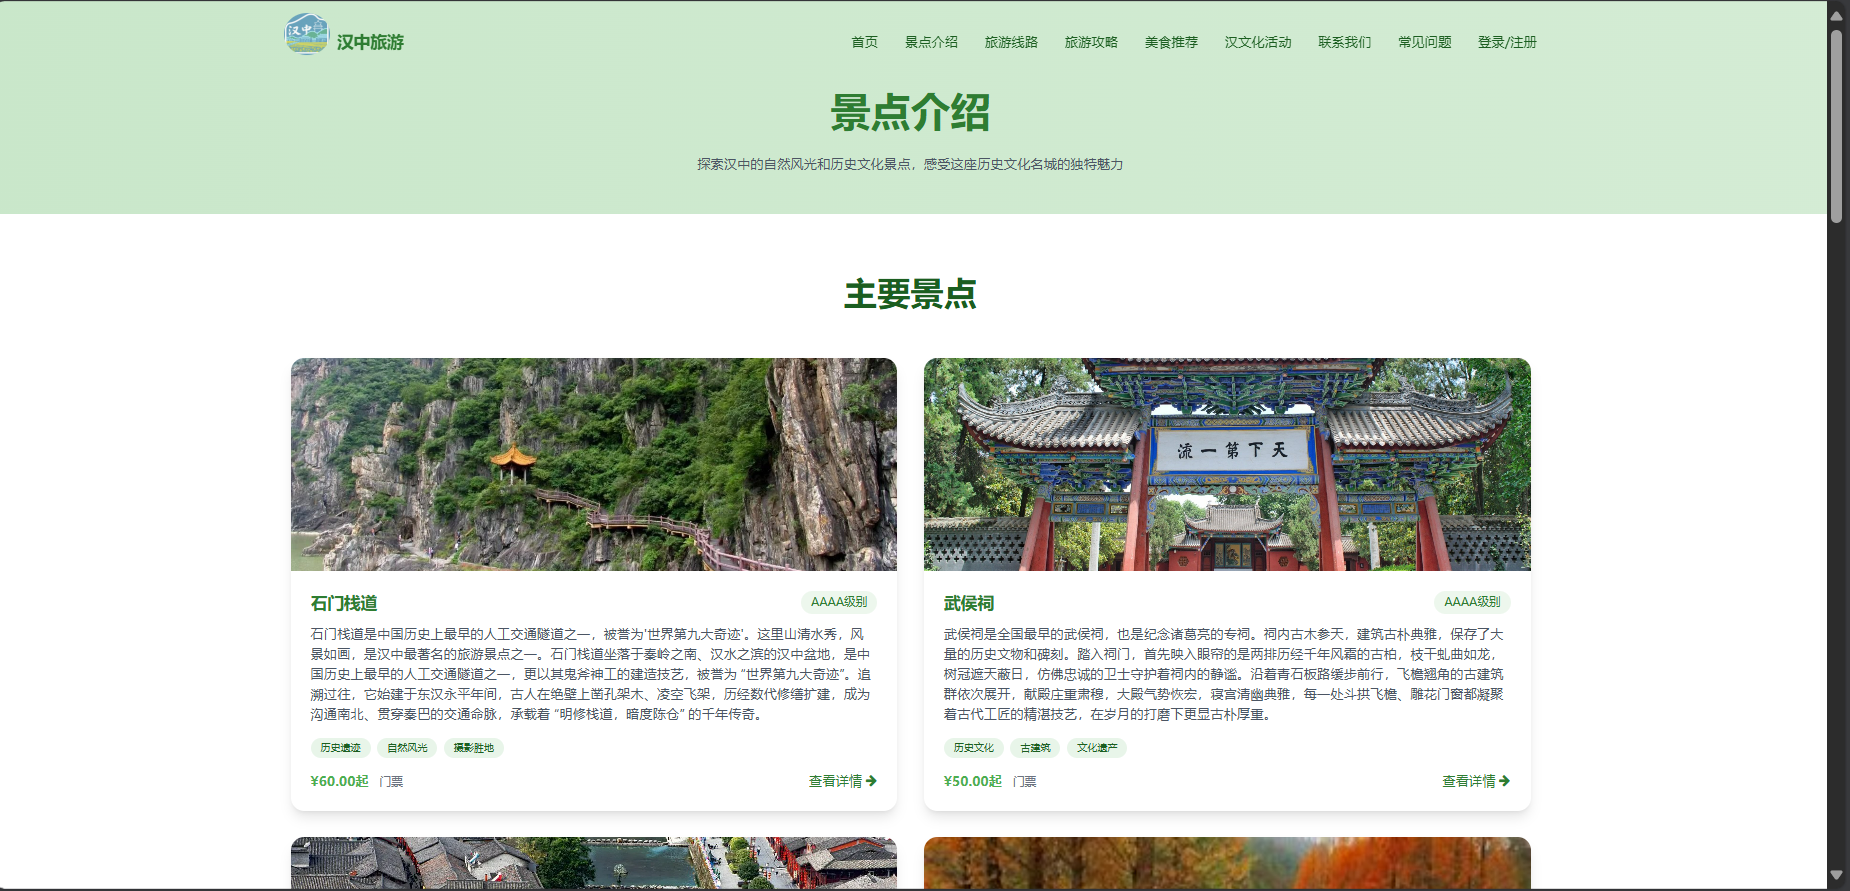 汉中
汉中旅游
首页 景点介绍 旅游线路 旅游攻略 美食推荐 汉文化活动 联系我们 常见问题 登录/注册
景点介绍
探索汉中的自然风光和历史文化景点，感受这座历史文化名城的独特魅力
主要景点
石门栈道 AAAA级别
石门栈道是中国历史上最早的人工交通隧道之一，被誉为'世界第九大奇迹'。这里山清水秀，风
景如画，是汉中最著名的旅游景点之一。石门栈道坐落于秦岭之南、汉水之滨的汉中盆地，是中
国历史上最早的人工交通隧道之一，更以其鬼斧神工的建造技艺，被誉为 “世界第九大奇迹”。追
溯过往，它始建于东汉永平年间，古人在绝壁上凿孔架木、凌空飞架，历经数代修缮扩建，成为
沟通南北、贯穿秦巴的交通命脉，承载着 “明修栈道，暗度陈仓” 的千年传奇。
历史遗迹 自然风光 摄影胜地
¥60.00起 门票 查看详情
流一第下天
武侯祠 AAAA级别
武侯祠是全国最早的武侯祠，也是纪念诸葛亮的专祠。祠内古木参天，建筑古朴典雅，保存了大
量的历史文物和碑刻。踏入祠门，首先映入眼帘的是两排历经千年风霜的古柏，枝干虬曲如龙，
树冠遮天蔽日，仿佛忠诚的卫士守护着祠内的静谧。沿着青石板路缓步前行，飞檐翘角的古建筑
群依次展开，献殿庄重肃穆，大殿气势恢宏，寝宫清幽典雅，每一处斗拱飞檐、雕花门窗都凝聚
着古代工匠的精湛技艺，在岁月的打磨下更显古朴厚重。
历史文化 古建筑 文化遗产
¥50.00起 门票 查看详情